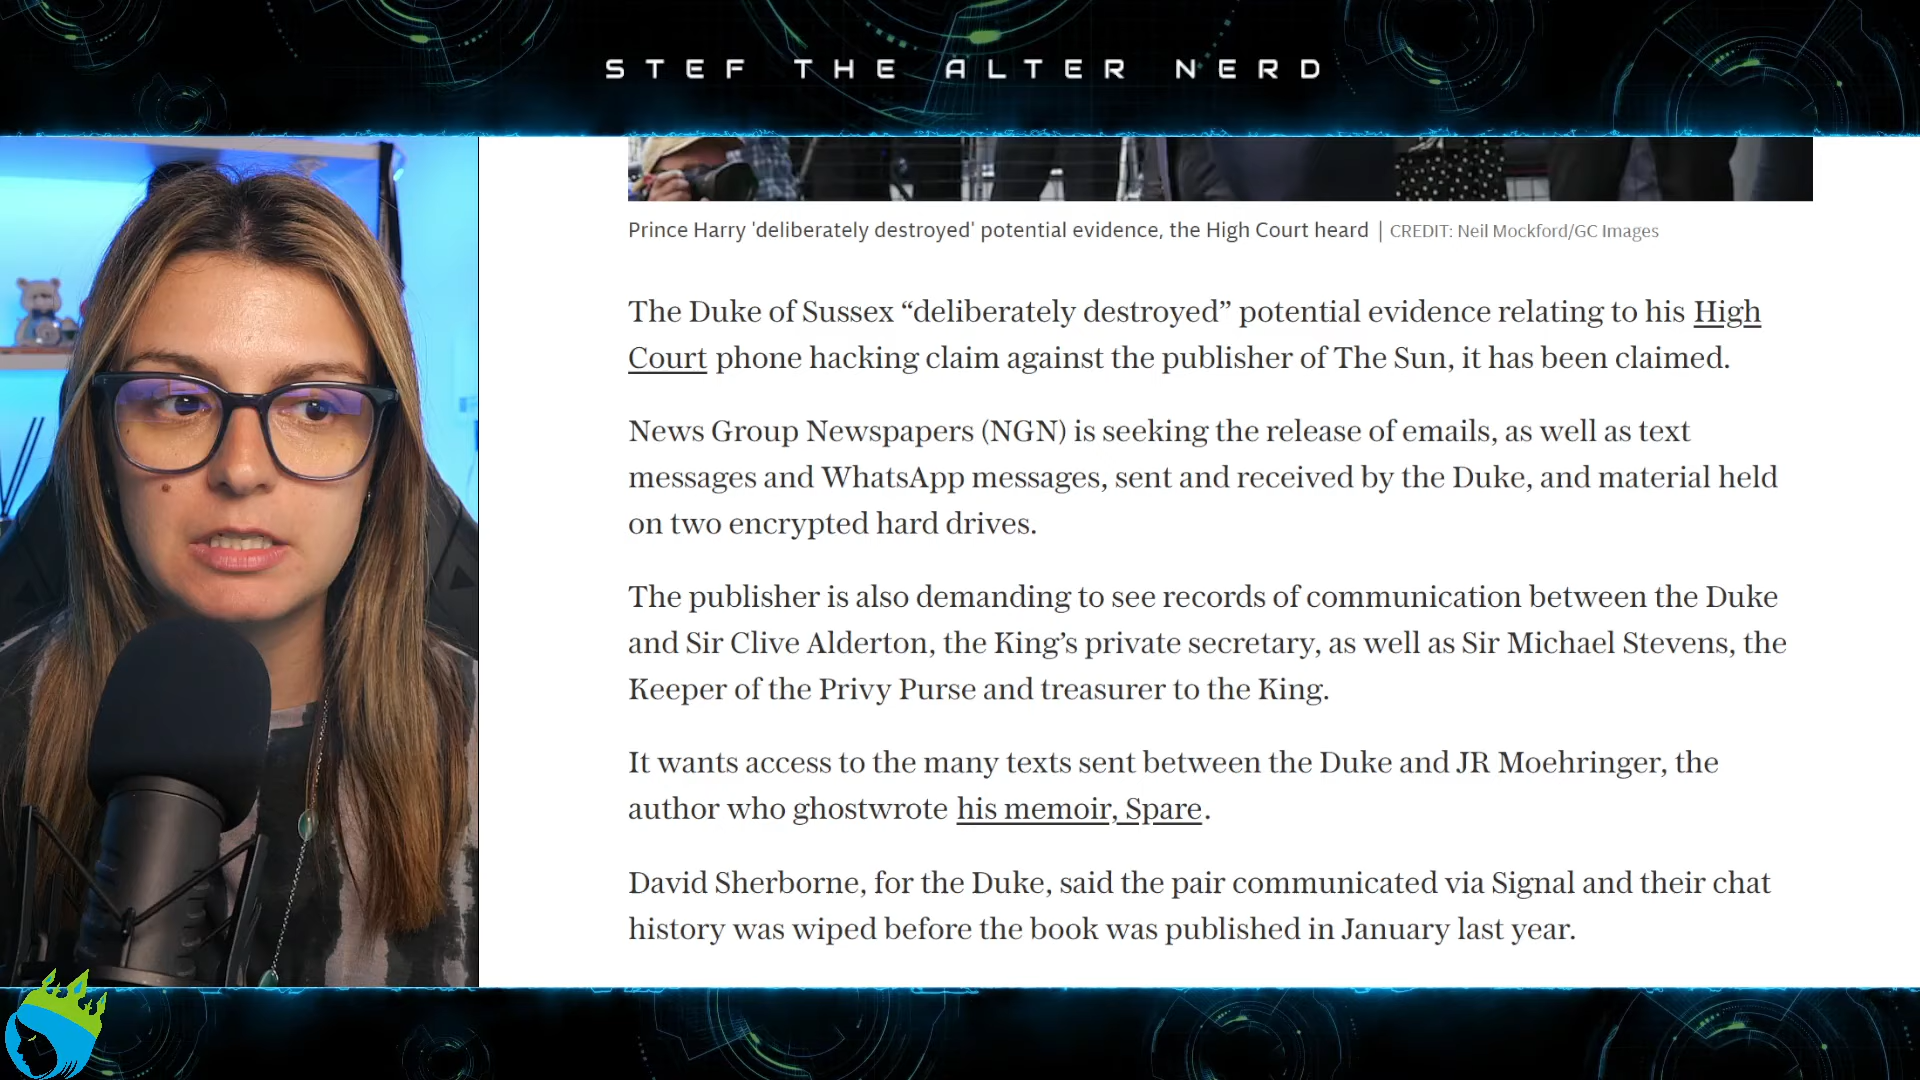 STEF THE ALTER NERD
Prince Harry 'deliberately destroyed' potential evidence, the High Court heard | CREDIT: Neil Mockford/GC Images
The Duke of Sussex “deliberately destroyed” potential evidence relating to his High
Court phone hacking claim against the publisher of The Sun, it has been claimed.
News Group Newspapers (NGN) is seeking the release of emails, as well as text
messages and WhatsApp messages, sent and received by the Duke, and material held
on two encrypted hard drives.
The publisher is also demanding to see records of communication between the Duke
and Sir Clive Alderton, the King’s private secretary, as well as Sir Michael Stevens, the
Keeper of the Privy Purse and treasurer to the King.
It wants access to the many texts sent between the Duke and JR Moehringer, the
author who ghostwrote his memoir, Spare.
David Sherborne, for the Duke, said the pair communicated via Signal and their chat
history was wiped before the book was published in January last year.